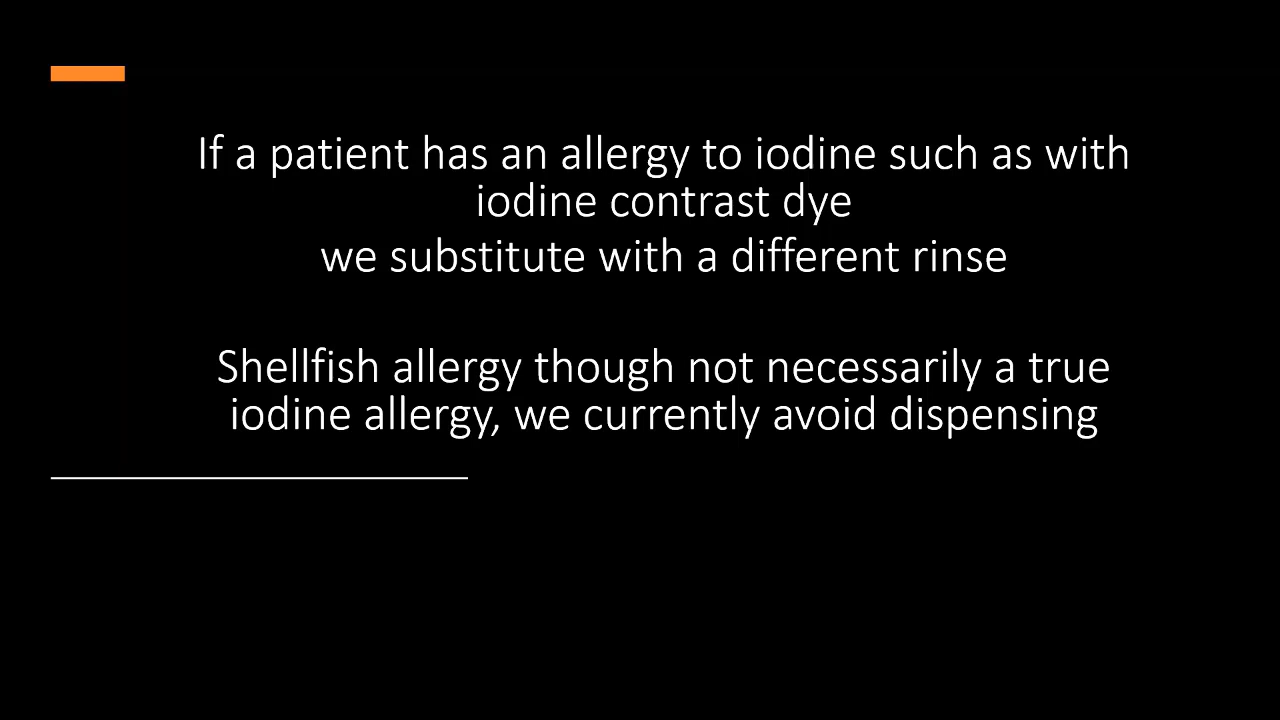 If a patient has an allergy to iodine such as with
iodine contrast dye
we substitute with a different rinse
Shellfish allergy though not necessarily a true
iodine allergy, we currently avoid dispensing